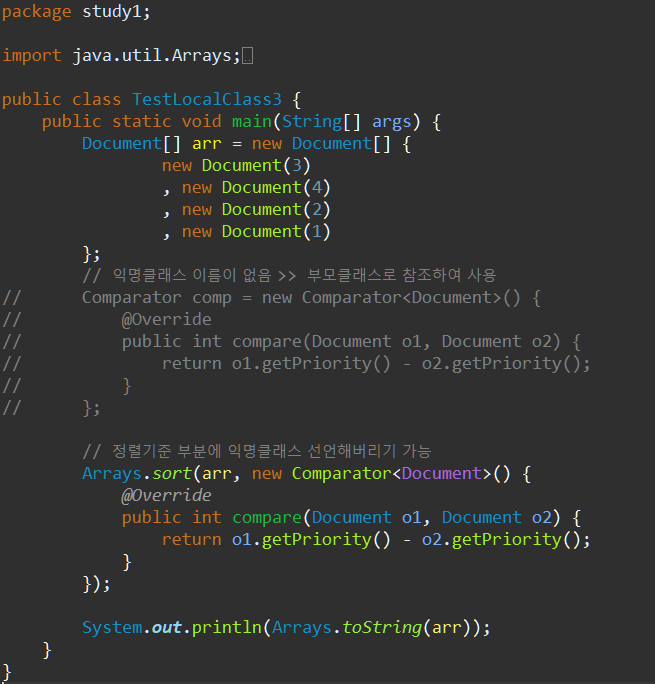 package study1;
import java.util.Arrays;
public class TestLocalClass3 {
public static void main(String[] args) {
Document[] arr = new Document[] {
new Document(3)
, new Document(4)
, new Document(2)
, new Document(1)
};
// 익명클래스 이름이 없음 >> 부모클래스로 참조하여 사용
// Comparator comp = new Comparator<Document>() {
// @Override
// public int compare(Document o1, Document o2) {
// return o1.getPriority() - o2.getPriority();
// }
// };
// 정렬기준 부분에 익명클래스 선언해버리기 가능
Arrays.sort(arr, new Comparator<Document>() {
@Override
public int compare(Document o1, Document o2) {
return o1.getPriority() - o2.getPriority();
}
});
System.out.println(Arrays.toString(arr));
}
}